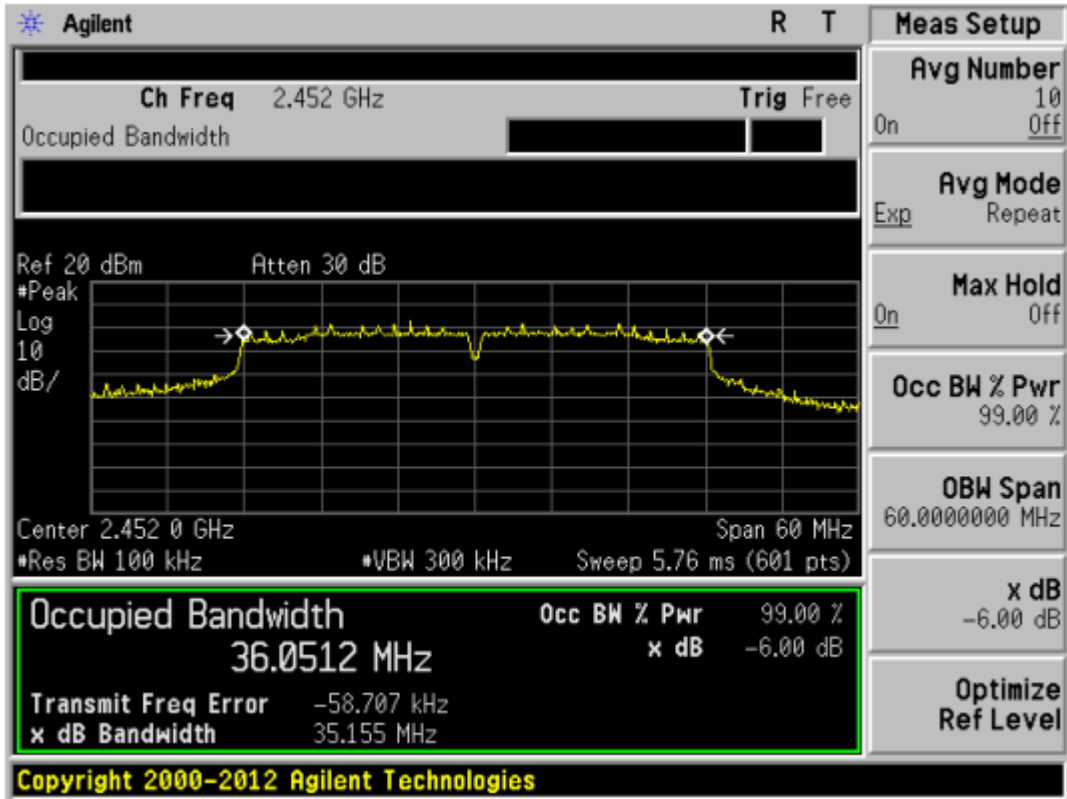 Agilent
R T
Ch Freq 2.452 GHz
Trig Free
Occupied Bandwidth
Ref 20 dBm
Atten 30 dB
#Peak
Log
10
dB/
Center 2.452 0 GHz
Span 60 MHz
#Res BW 100 kHz
#VBW 300 kHz
Sweep 5.76 ms (601 pts)
Occupied Bandwidth
36.0512 MHz
Occ BW % Pwr 99.00 %
x dB -6.00 dB
Transmit Freq Error -58.707 kHz
x dB Bandwidth 35.155 MHz
Copyright 2000-2012 Agilent Technologies
Meas Setup
Avg Number
10
On Off
Avg Mode
Exp Repeat
Max Hold
On Off
Occ BW % Pwr
99.00 %
OBW Span
60.0000000 MHz
x dB
-6.00 dB
Optimize
Ref Level